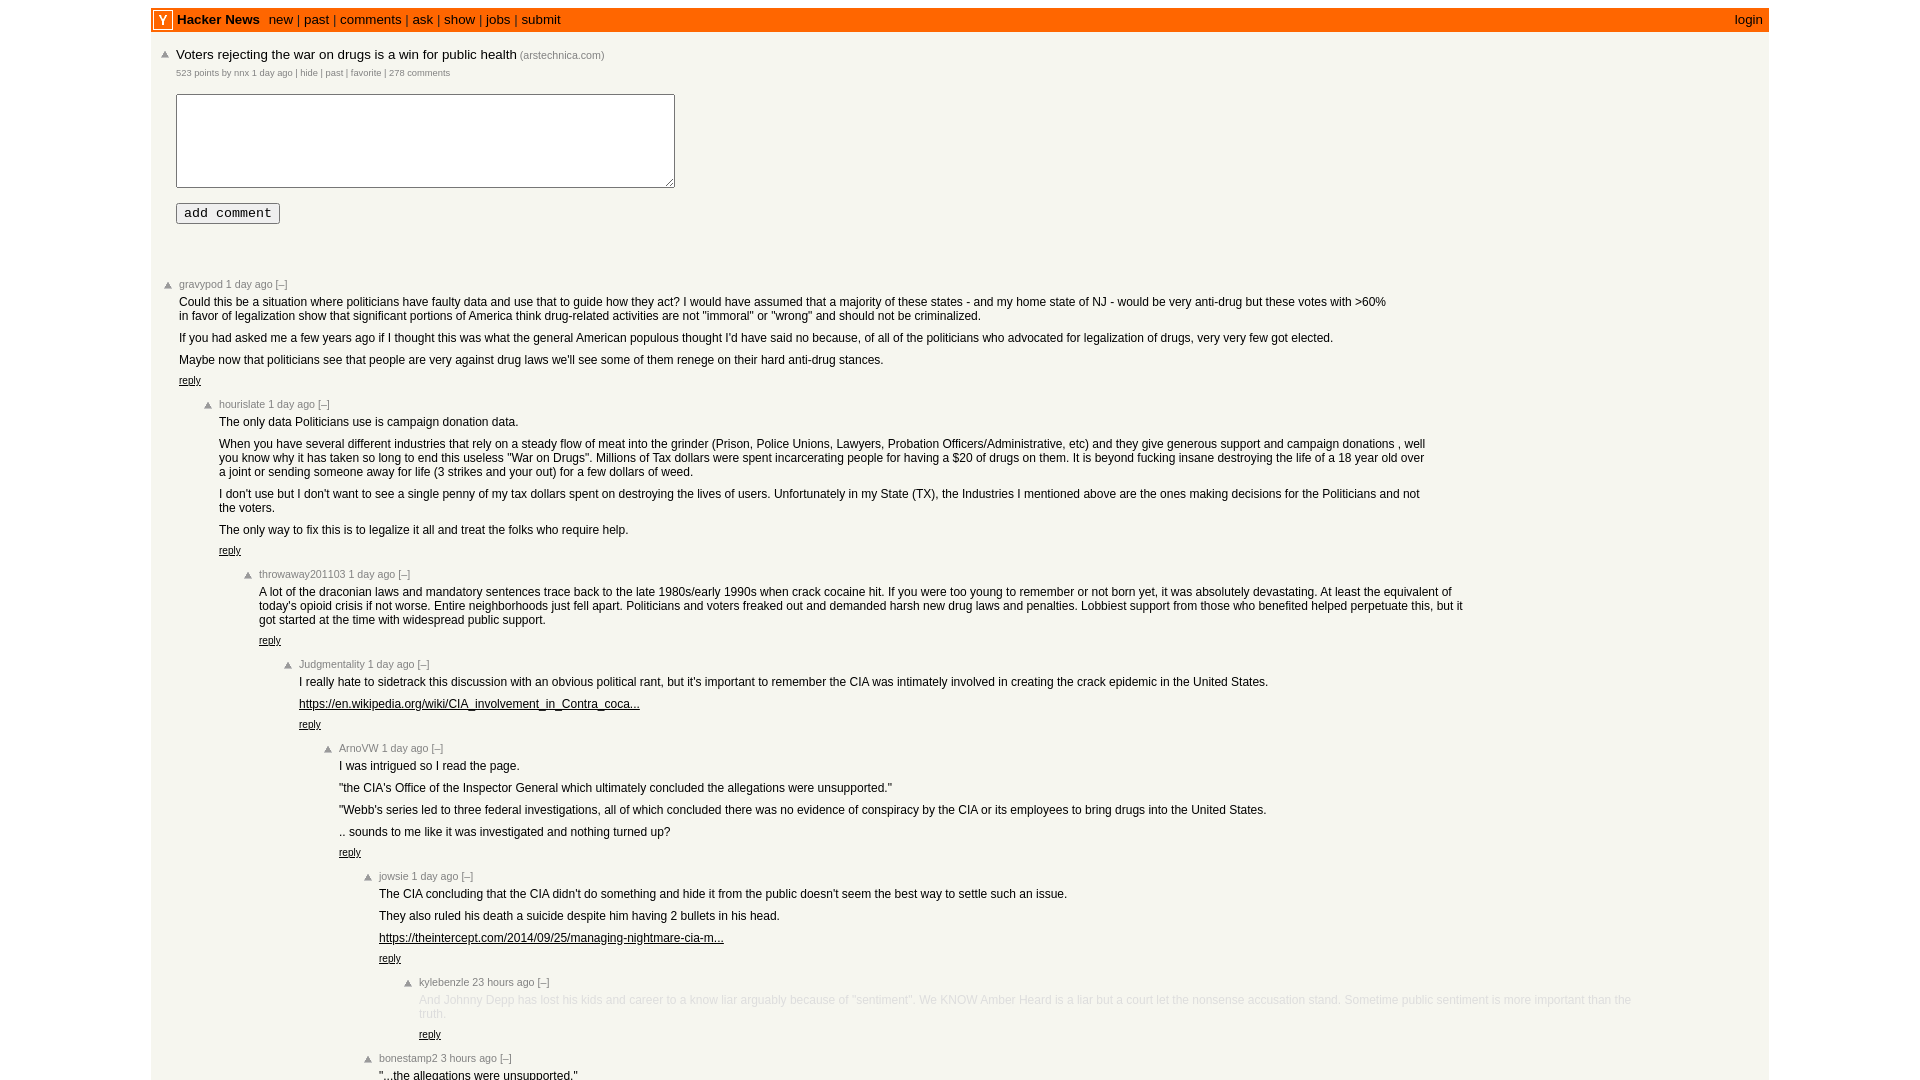 Y Hacker News new | past | comments | ask | show | jobs | submit login
Voters rejecting the war on drugs is a win for public health (arstechnica.com)
523 points by nnx 1 day ago | hide | past | favorite | 278 comments
add comment
gravypod 1 day ago [–]
Could this be a situation where politicians have faulty data and use that to guide how they act? I would have assumed that a majority of these states - and my home state of NJ - would be very anti-drug but these votes with >60%
in favor of legalization show that significant portions of America think drug-related activities are not "immoral" or "wrong" and should not be criminalized.
If you had asked me a few years ago if I thought this was what the general American populous thought I'd have said no because, of all of the politicians who advocated for legalization of drugs, very very few got elected.
Maybe now that politicians see that people are very against drug laws we'll see some of them renege on their hard anti-drug stances.
reply
hourislate 1 day ago [–]
The only data Politicians use is campaign donation data.
When you have several different industries that rely on a steady flow of meat into the grinder (Prison, Police Unions, Lawyers, Probation Officers/Administrative, etc) and they give generous support and campaign donations , well
you know why it has taken so long to end this useless "War on Drugs". Millions of Tax dollars were spent incarcerating people for having a $20 of drugs on them. It is beyond fucking insane destroying the life of a 18 year old over
a joint or sending someone away for life (3 strikes and your out) for a few dollars of weed.
I don't use but I don't want to see a single penny of my tax dollars spent on destroying the lives of users. Unfortunately in my State (TX), the Industries I mentioned above are the ones making decisions for the Politicians and not
the voters.
The only way to fix this is to legalize it all and treat the folks who require help.
reply
throwaway201103 1 day ago [–]
A lot of the draconian laws and mandatory sentences trace back to the late 1980s/early 1990s when crack cocaine hit. If you were too young to remember or not born yet, it was absolutely devastating. At least the equivalent of
today's opioid crisis if not worse. Entire neighborhoods just fell apart. Politicians and voters freaked out and demanded harsh new drug laws and penalties. Lobbiest support from those who benefited helped perpetuate this, but it
got started at the time with widespread public support.
reply
Judgmentality 1 day ago [–]
I really hate to sidetrack this discussion with an obvious political rant, but it's important to remember the CIA was intimately involved in creating the crack epidemic in the United States.
https://en.wikipedia.org/wiki/CIA_involvement_in_Contra_coca...
reply
ArnoVW 1 day ago [–]
I was intrigued so I read the page.
"the CIA's Office of the Inspector General which ultimately concluded the allegations were unsupported."
"Webb's series led to three federal investigations, all of which concluded there was no evidence of conspiracy by the CIA or its employees to bring drugs into the United States.
.. sounds to me like it was investigated and nothing turned up?
reply
jowsie 1 day ago [–]
The CIA concluding that the CIA didn't do something and hide it from the public doesn't seem the best way to settle such an issue.
They also ruled his death a suicide despite him having 2 bullets in his head.
https://theintercept.com/2014/09/25/managing-nightmare-cia-m...
reply
kylebenzle 23 hours ago [–]
And Johnny Depp has lost his kids and career to a know liar arguably because of "sentiment". We KNOW Amber Heard is a liar but a court let the nonsense accusation stand. Sometime public sentiment is more important than the
truth.
reply
bonestamp2 3 hours ago [–]
"...the allegations were unsupported."